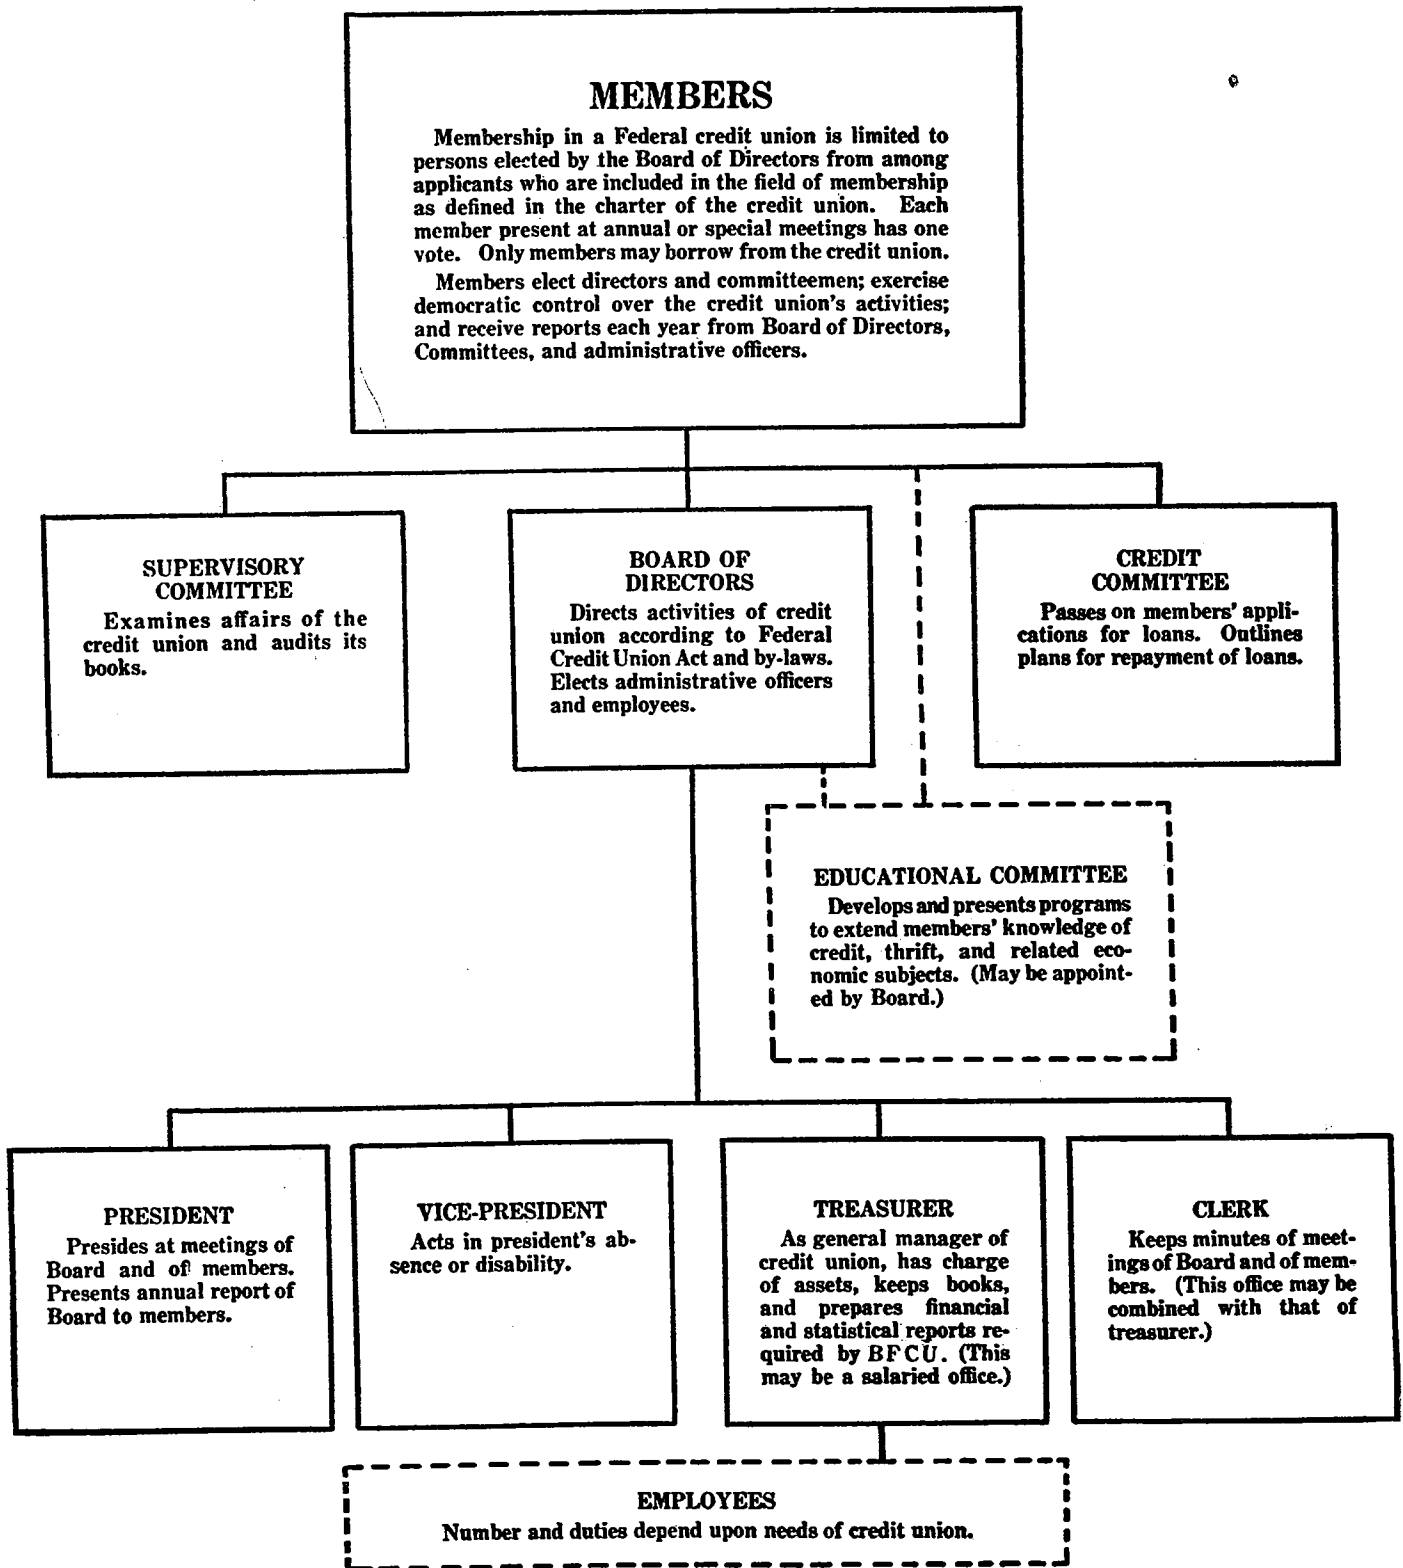 MEMBERS
Membership in a Federal credit union is limited to
persons elected by the Board of Directors from among
applicants who are included in the field of membership
as defined in the charter of the credit union. Each
member present at annual or special meetings has one
vote. Only members may borrow from the credit union.
Members elect directors and committeemen; exercise
democratic control over the credit union's activities;
and receive reports each year from Board of Directors,
Committees, and administrative officers.
SUPERVISORY
COMMITTEE
Examines affairs of the
credit union and audits its
books.
BOARD OF
DIRECTORS
Directs activities of credit
union according to Federal
Credit Union Act and by-laws.
Elects administrative officers
and employees.
CREDIT
COMMITTEE
Passes on members' appli-
cations for loans. Outlines
plans for repayment of loans.
EDUCATIONAL COMMITTEE
Develops and presents programs
to extend members' knowledge of
credit, thrift, and related eco-
nomic subjects. (May be appoint-
ed by Board.)
PRESIDENT
Presides at meetings of
Board and of members.
Presents annual report of
Board to members.
VICE-PRESIDENT
Acts in president's ab-
sence or disability.
TREASURER
As general manager of
credit union, has charge
of assets, keeps books,
and prepares financial
and statistical reports re-
quired by BFCU. (This
may be a salaried office.)
CLERK
Keeps minutes of meet-
ings of Board and of mem-
bers. (This office may be
combined with that of
treasurer.)
EMPLOYEES
Number and duties depend upon needs of credit union.